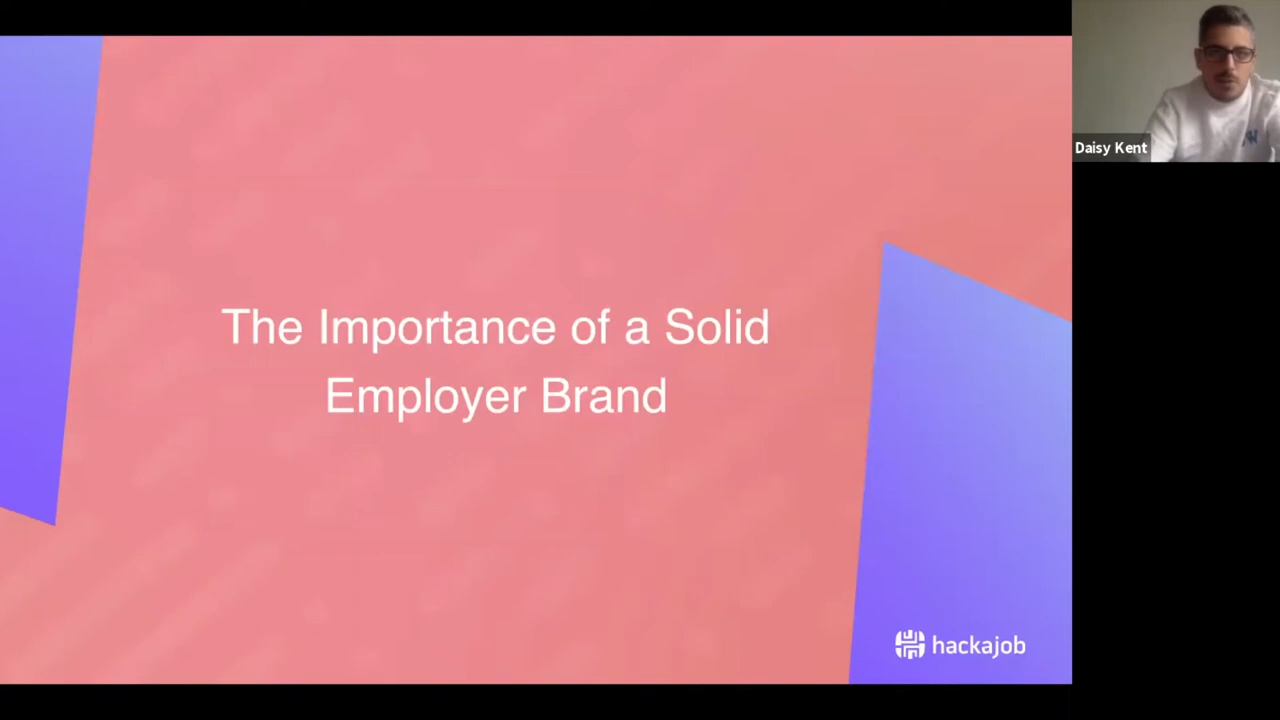 The Importance of a Solid
Employer Brand
hackajob
Daisy Kent